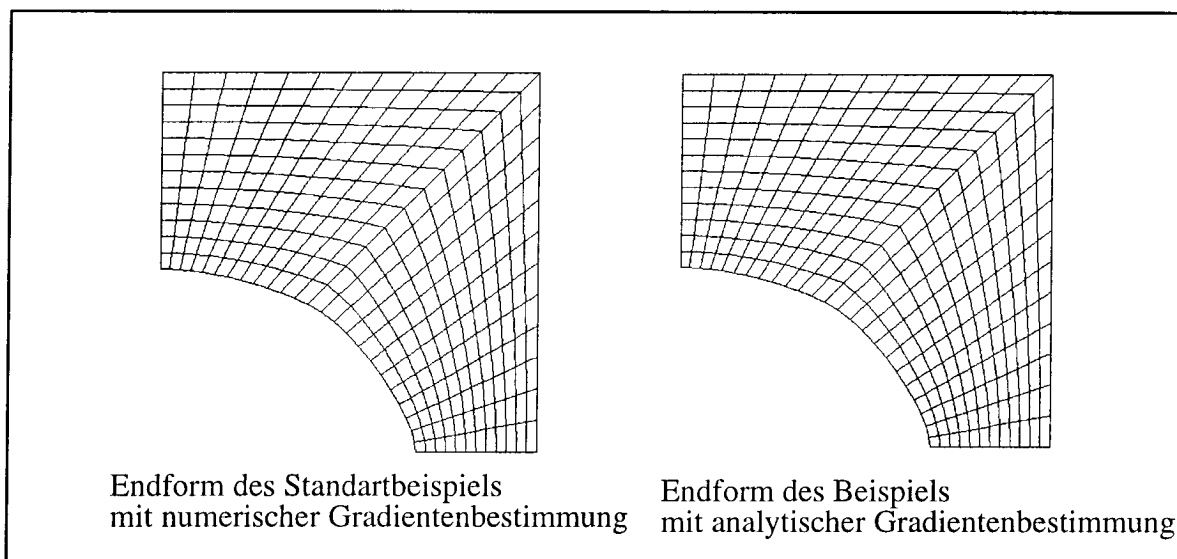 Endform des Standartbeispiels
mit numerischer Gradientenbestimmung
Endform des Beispiels
mit analytischer Gradientenbestimmung